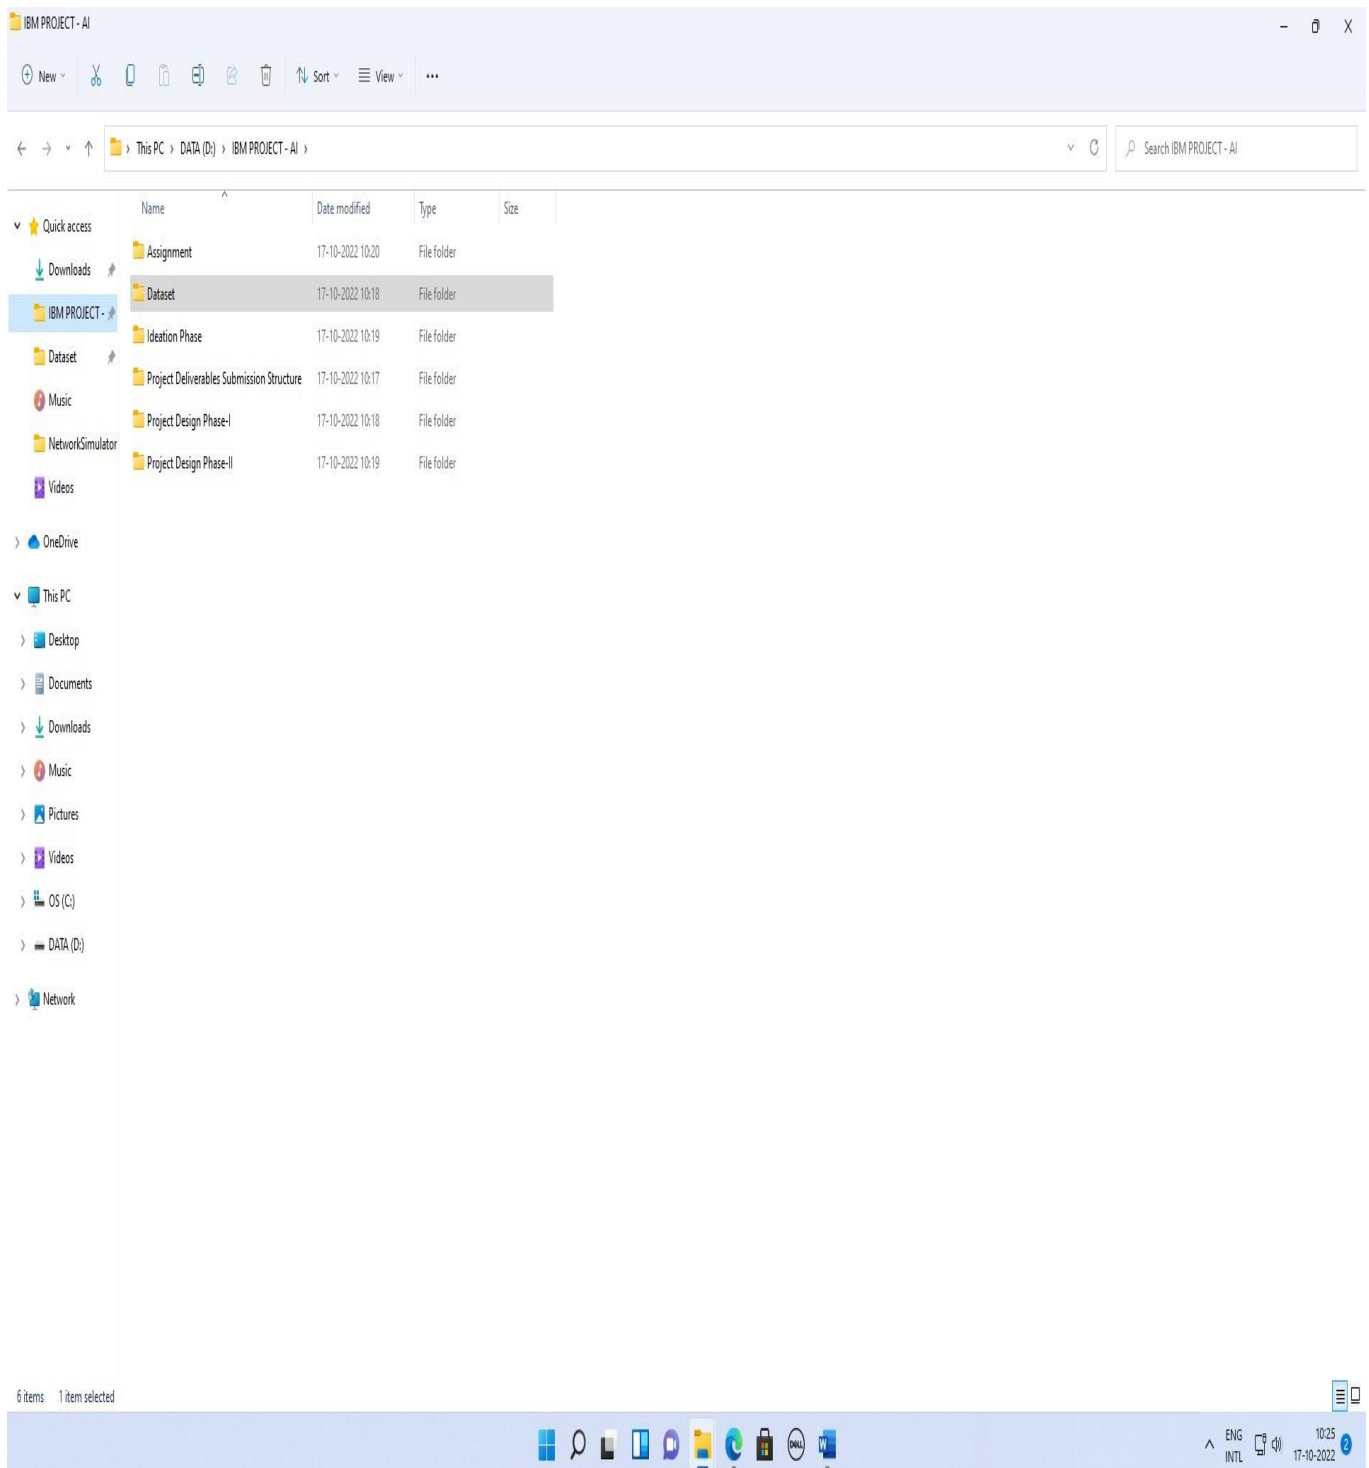 IBM PROJECT - AI
New Sort View
This PC > DATA (D:) > IBM PROJECT - AI >
Search IBM PROJECT - AI
Name Date modified Type Size
Assignment 17-10-2022 10:20 File folder
Dataset 17-10-2022 10:18 File folder
Ideation Phase 17-10-2022 10:19 File folder
Project Deliverables Submission Structure 17-10-2022 10:17 File folder
Project Design Phase-I 17-10-2022 10:18 File folder
Project Design Phase-II 17-10-2022 10:19 File folder
Quick access
Downloads
IBM PROJECT -
Dataset
Music
NetworkSimulator
Videos
OneDrive
This PC
Desktop
Documents
Downloads
Music
Pictures
Videos
OS (C:)
DATA (D:)
Network
6 items 1 item selected
DELL
W
ENG
INTL
10:25
17-10-2022
2